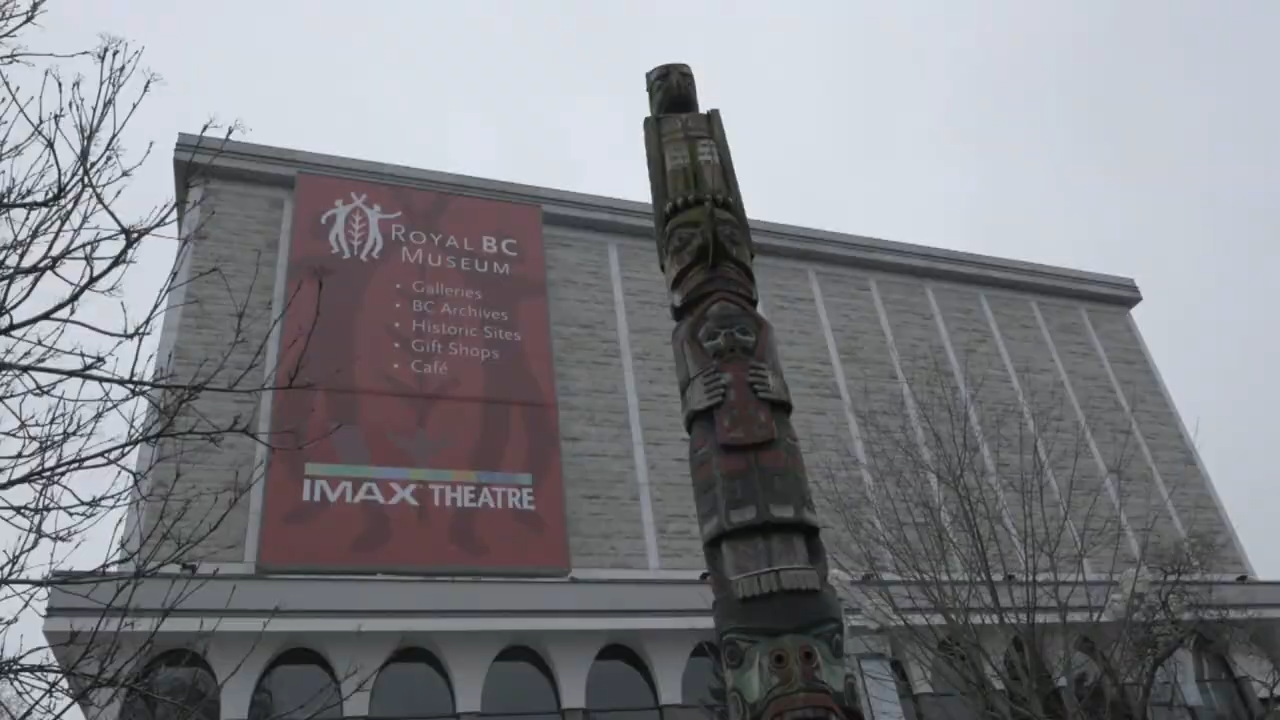 ROYAL BC
MUSEUM
• Galleries
• BC Archives
• Historic Sites
• Gift Shops
• Café
IMAX THEATRE